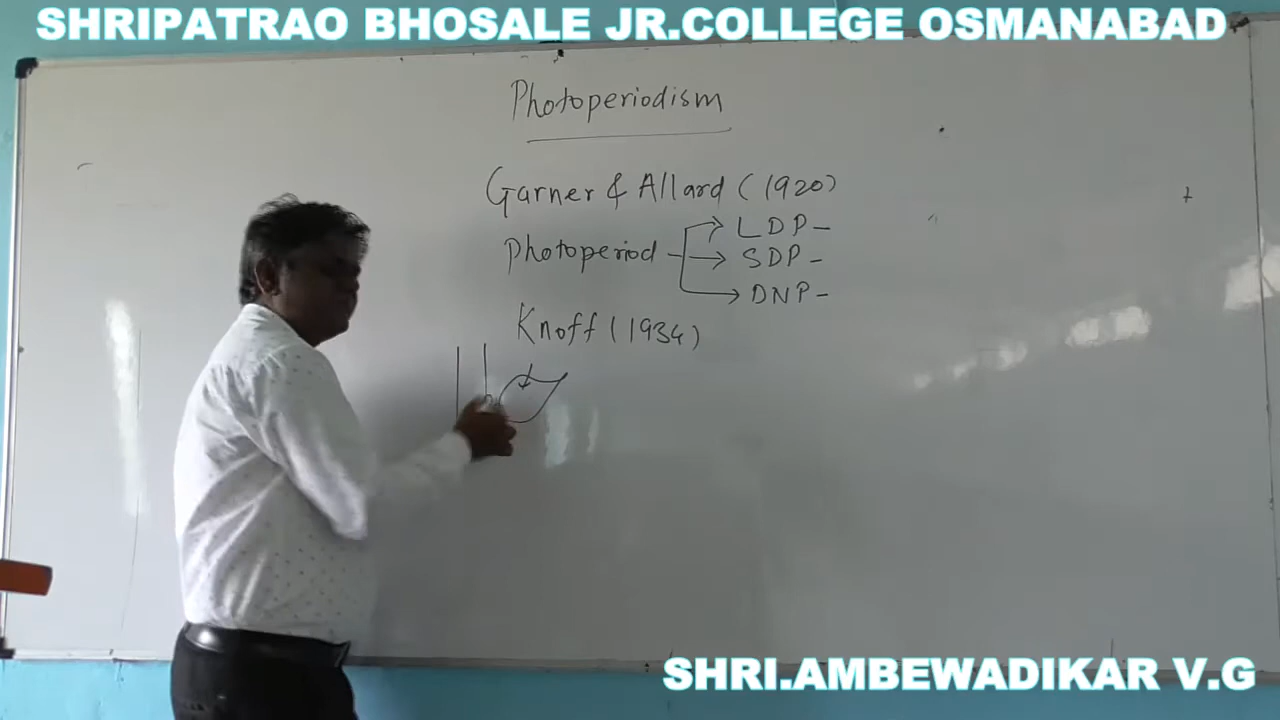 SHRIPATRAO BHOSALE JR.COLLEGE OSMANABAD
Photoperiodism
Garner & Allard (1920)
LDP-
Photoperiod SDP-
DNP-
Knoff (1934)
SHRI.AMBEWADIKAR V.G